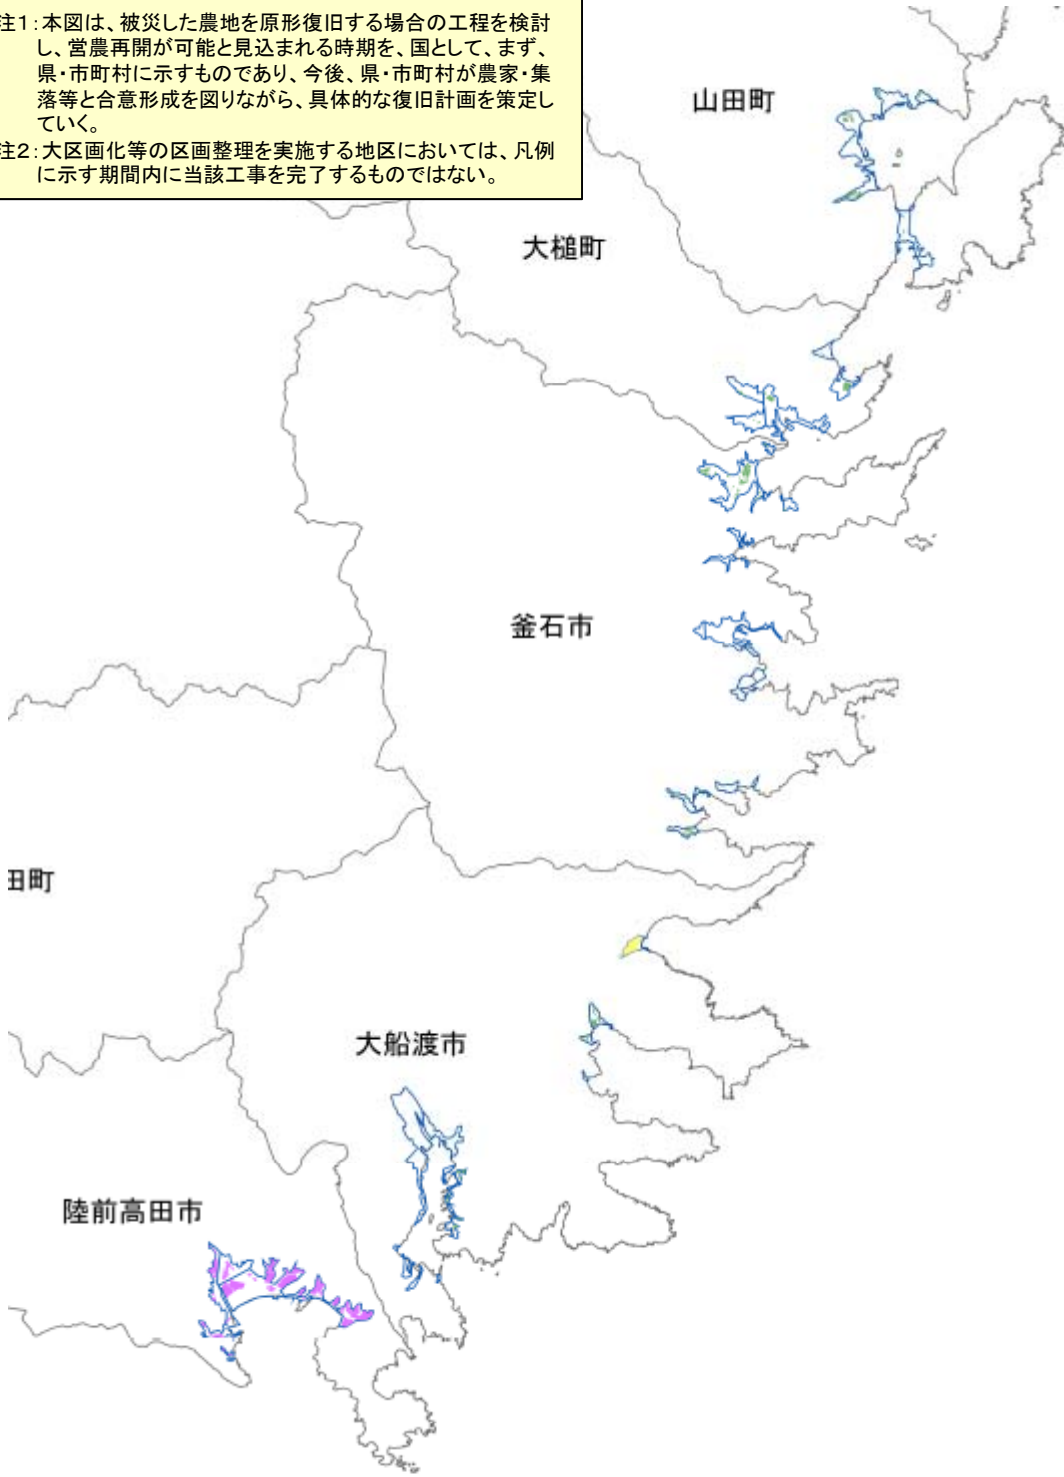 注1：本図は、被災した農地を原形復旧する場合の工程を検討
し、営農再開が可能と見込まれる時期を、国として、まず、
県・市町村に示すものであり、今後、県・市町村が農家・集
落等と合意形成を図りながら、具体的な復旧計画を策定し
ていく。
注2：大区画化等の区画整理を実施する地区においては、凡例
に示す期間内に当該工事を完了するものではない。
山田町
大槌町
釜石市
田町
大船渡市
陸前高田市